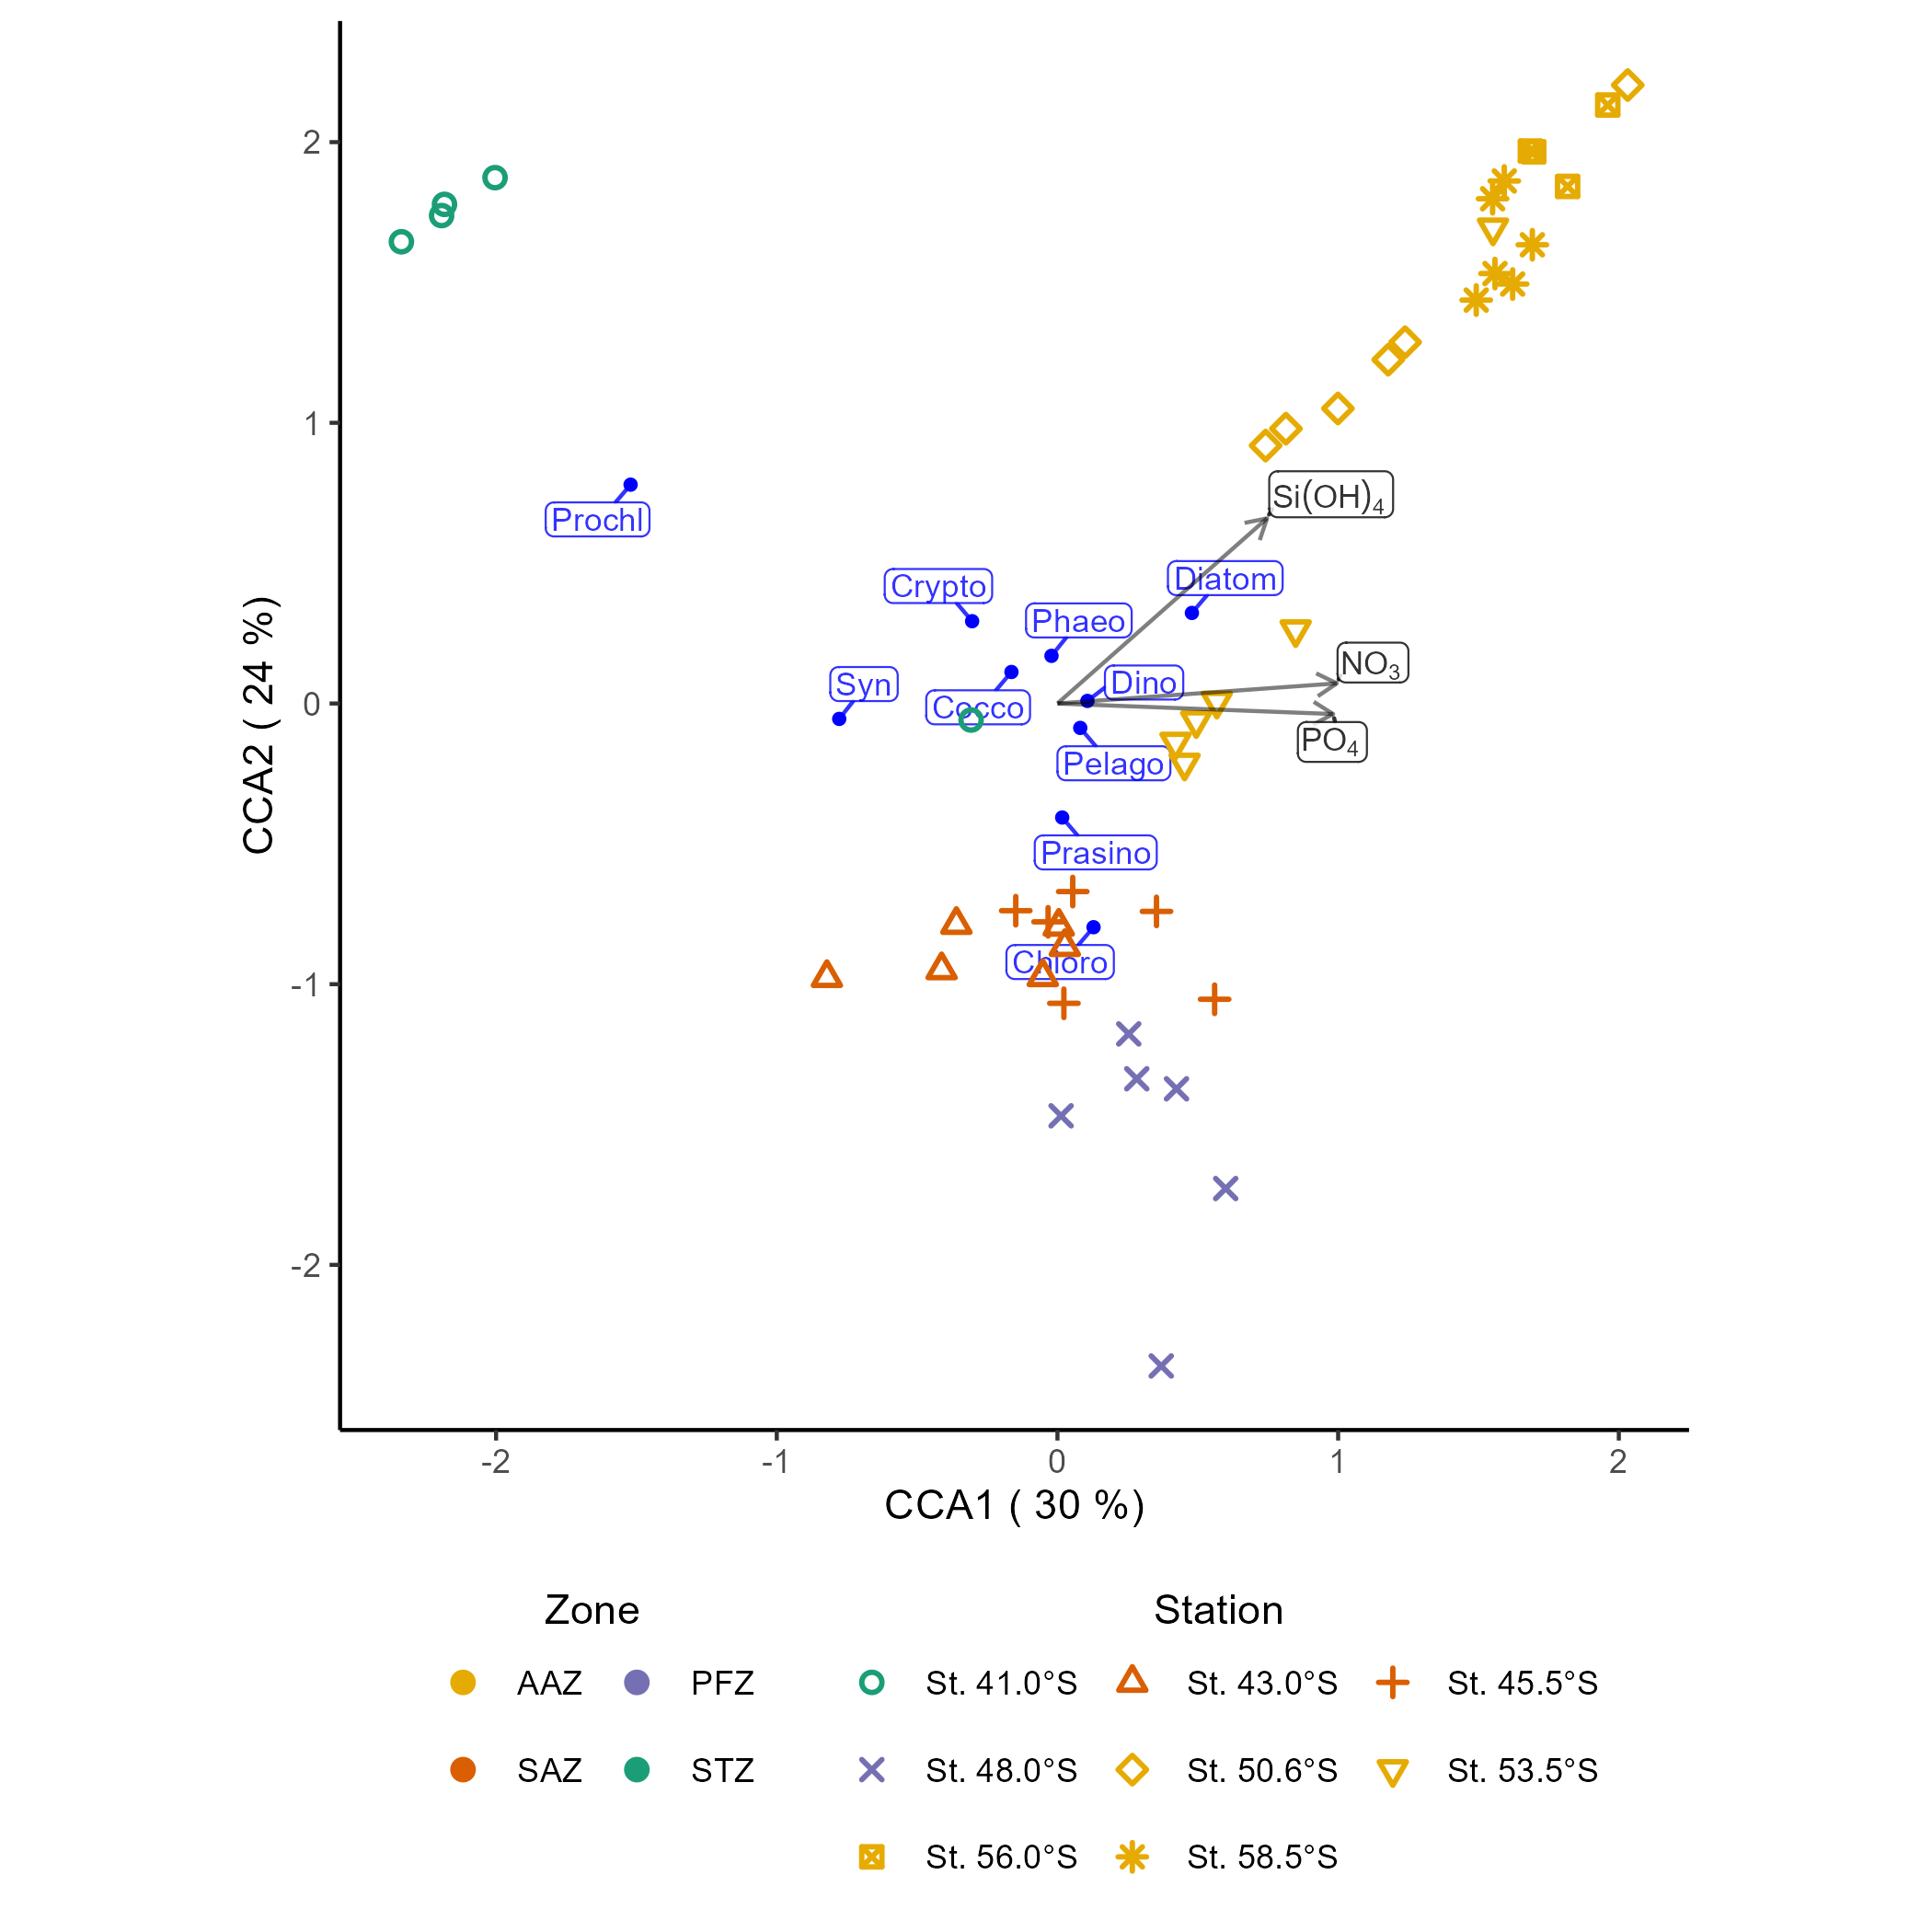 2
1
0
-1
-2
CCA2 ( 24 %)
Prochl
Crypto
Phaeo
Syn
Cocco
Dino
Diatom
Pelago
Prasino
Chloro
Si(OH)₄
NO₃
PO₄
-2 -1 0 1 2
CCA1 ( 30 %)
Zone
AAZ PFZ
SAZ STZ
Station
St. 41.0°S St. 43.0°S St. 45.5°S
St. 48.0°S St. 50.6°S St. 53.5°S
St. 56.0°S St. 58.5°S